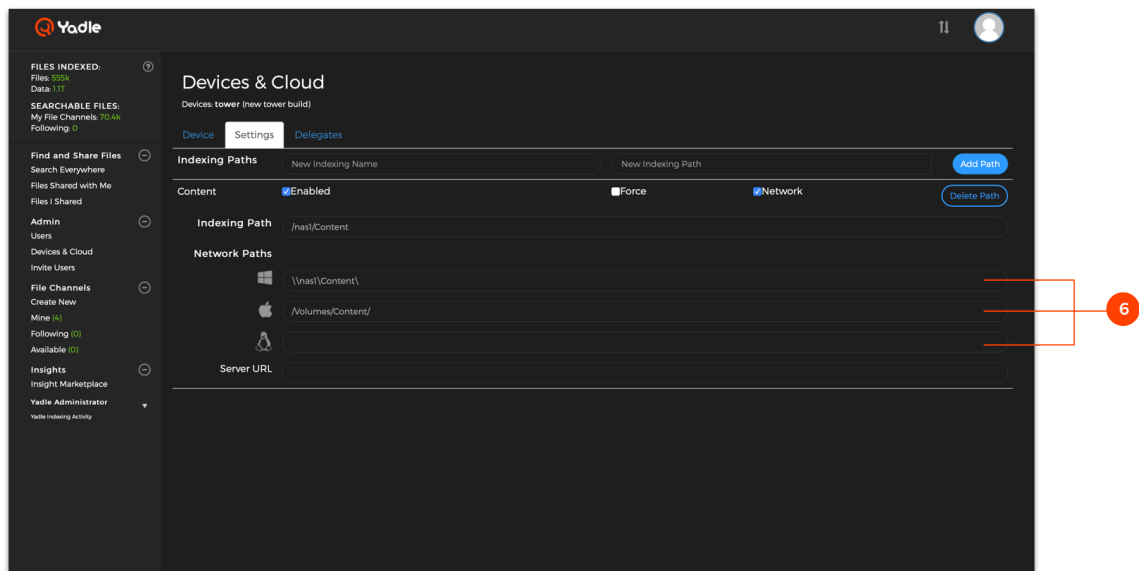 Yadle
FILES INDEXED:
Files: 555k
Data: 1.1T
SEARCHABLE FILES:
My File Channels: 70.4k
Following: 0
Find and Share Files
Search Everywhere
Files Shared with Me
Files I Shared
Admin
Users
Devices & Cloud
Invite Users
File Channels
Create New
Mine (4)
Following (0)
Available (0)
Insights
Insight Marketplace
Yadle Administrator
Yadle Indexing Activity
Devices & Cloud
Devices: tower (new tower build)
Device Settings Delegates
Indexing Paths New Indexing Name New Indexing Path Add Path
Content Enabled Force Network Delete Path
Indexing Path /nas1/Content
Network Paths
\\nas1\Content\
/Volumes/Content/
Server URL
6